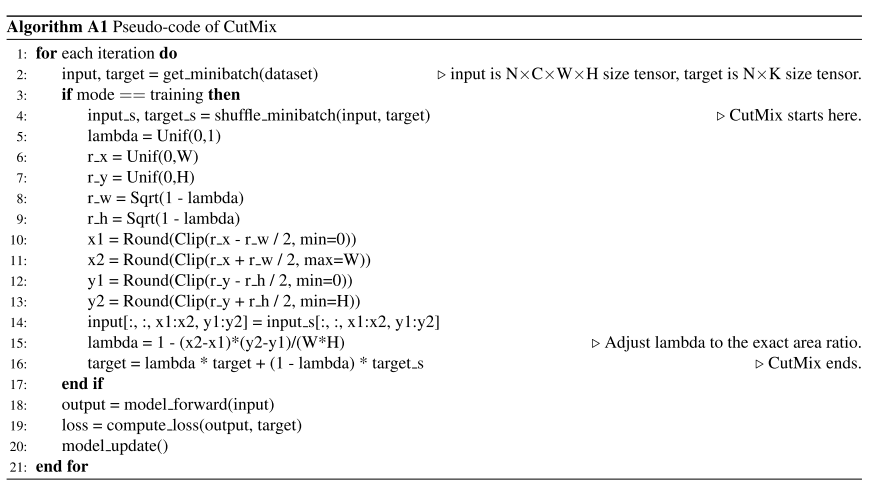 Algorithm A1 Pseudo-code of CutMix
1: for each iteration do
2: input, target = get_minibatch(dataset) ▷ input is N×C×W×H size tensor, target is N×K size tensor.
3: if mode == training then
4: input_s, target_s = shuffle_minibatch(input, target) ▷ CutMix starts here.
5: lambda = Unif(0,1)
6: r_x = Unif(0,W)
7: r_y = Unif(0,H)
8: r_w = Sqrt(1 - lambda)
9: r_h = Sqrt(1 - lambda)
10: x1 = Round(Clip(r_x - r_w / 2, min=0))
11: x2 = Round(Clip(r_x + r_w / 2, max=W))
12: y1 = Round(Clip(r_y - r_h / 2, min=0))
13: y2 = Round(Clip(r_y + r_h / 2, min=H))
14: input[:, :, x1:x2, y1:y2] = input_s[:, :, x1:x2, y1:y2]
15: lambda = 1 - (x2-x1)*(y2-y1)/(W*H) ▷ Adjust lambda to the exact area ratio.
16: target = lambda * target + (1 - lambda) * target_s ▷ CutMix ends.
17: end if
18: output = model_forward(input)
19: loss = compute_loss(output, target)
20: model_update()
21: end for